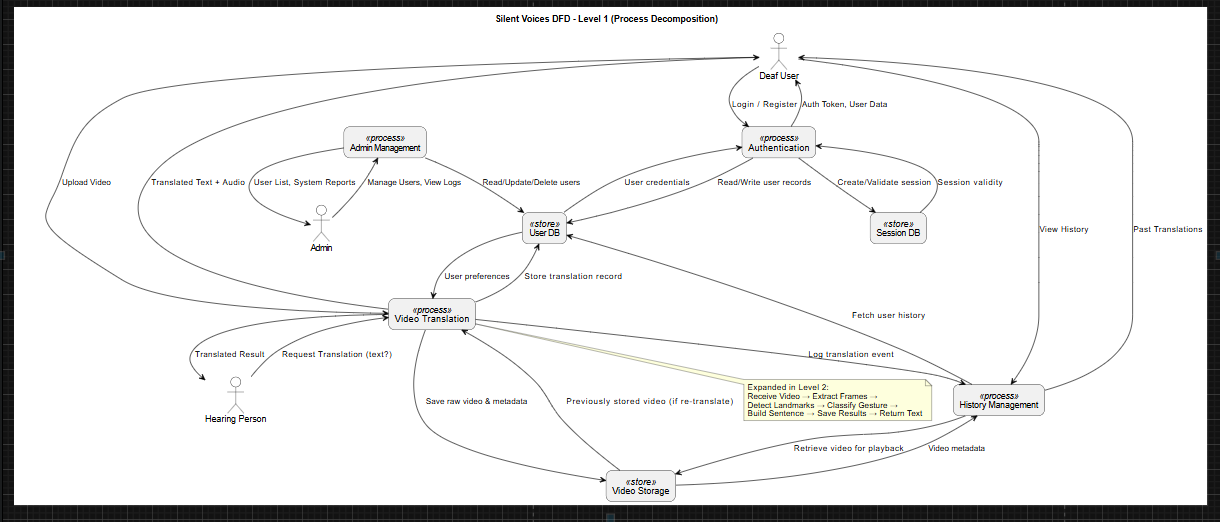 Silent Voices DFD - Level 1 (Process Decomposition)
Deaf User
Login / Register
Auth Token, User Data
«process»
Admin Management
«process»
Authentication
Upload Video
Translated Text + Audio
User List, System Reports
Manage Users, View Logs
Read/Update/Delete users
User credentials
Read/Write user records
Create/Validate session
Session validity
Admin
«store»
User DB
«store»
Session DB
View History
Past Translations
User preferences
Store translation record
«process»
Video Translation
Fetch user history
Translated Result
Request Translation (text?)
Log translation event
Hearing Person
Save raw video & metadata
Previously stored video (if re-translate)
Expanded in Level 2:
Receive Video → Extract Frames →
Detect Landmarks → Classify Gesture →
Build Sentence → Save Results → Return Text
«process»
History Management
Retrieve video for playback
Video metadata
«store»
Video Storage